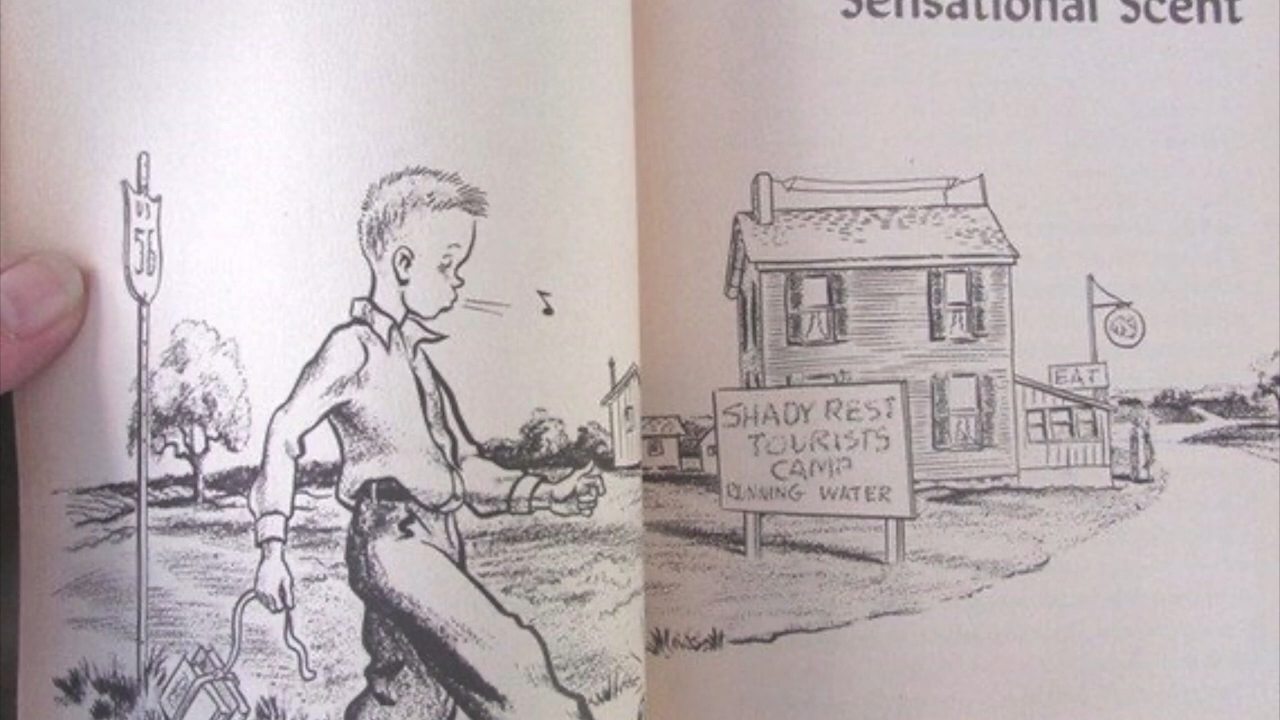 Sensational Scent
US
56
SHADY REST
TOURISTS
CAMP
RUNNING WATER
EAT